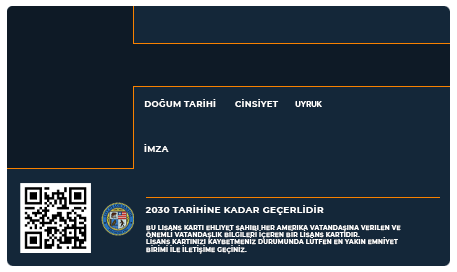 DOĞUM TARİHİ CİNSİYET UYRUK
İMZA
2030 TARİHİNE KADAR GEÇERLİDİR
BU LİSANS KARTI EHLİYET SAHİBİ HER AMERİKA VATANDAŞINA VERİLEN VE
ÖNEMLİ VATANDAŞLIK BİLGİLERİ İÇEREN BİR LİSANS KARTIDIR.
LİSANS KARTINIZI KAYBETMENİZ DURUMUNDA LÜTFEN EN YAKIN EMNİYET
BİRİMİ İLE İLETİŞİME GEÇİNİZ.